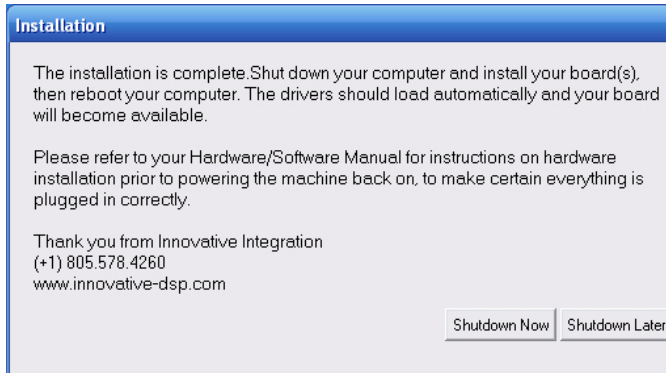 Installation
The installation is complete.Shut down your computer and install your board(s),
then reboot your computer. The drivers should load automatically and your board
will become available.
Please refer to your Hardware/Software Manual for instructions on hardware
installation prior to powering the machine back on, to make certain everything is
plugged in correctly.
Thank you from Innovative Integration
(+1) 805.578.4260
www.innovative-dsp.com
Shutdown Now Shutdown Later